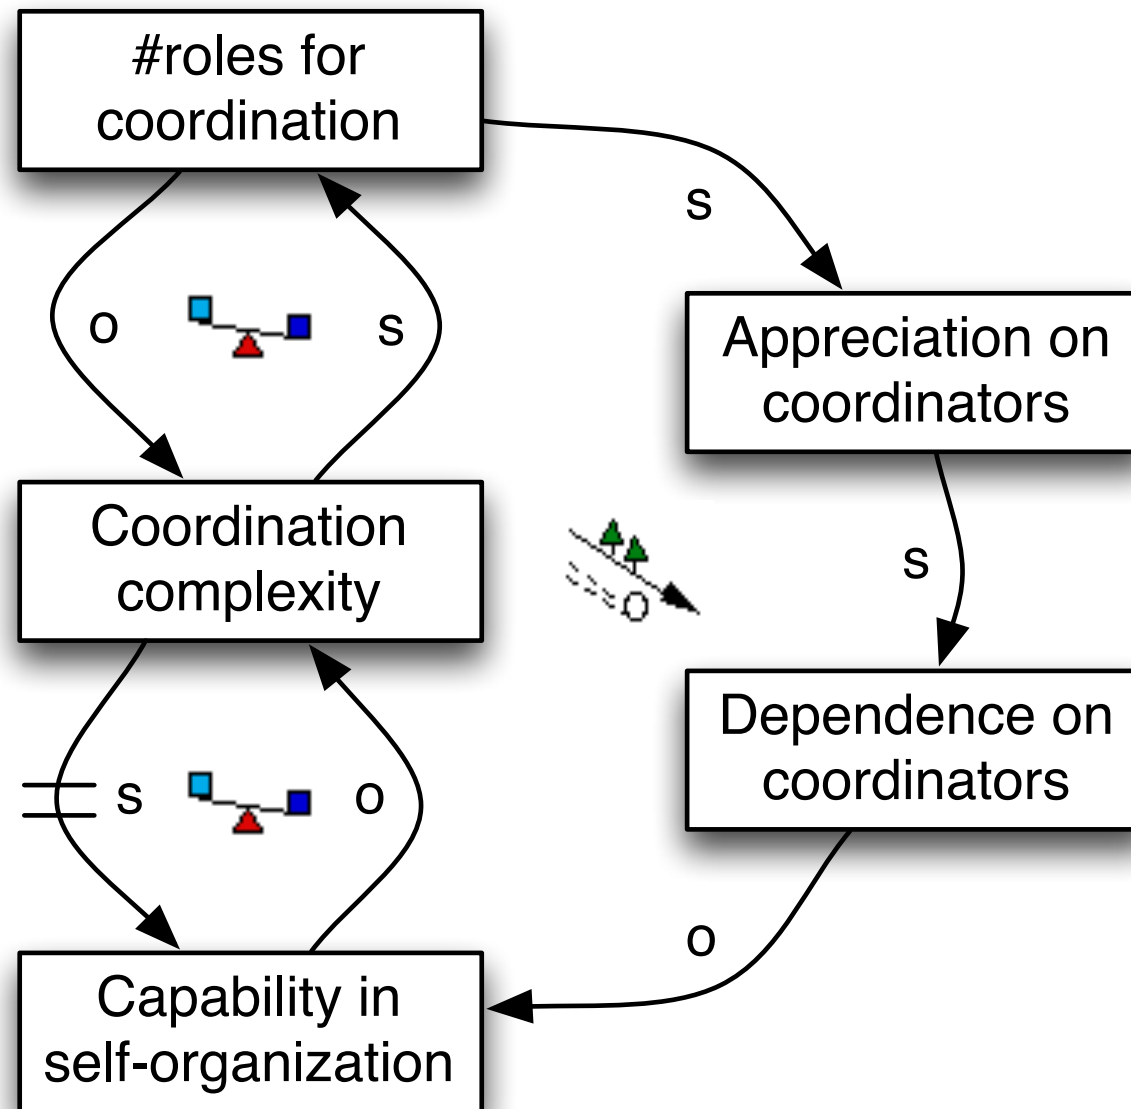 #roles for
coordination
s
o
s
Appreciation on
coordinators
Coordination
complexity
s
Dependence on
coordinators
s
o
o
Capability in
self-organization